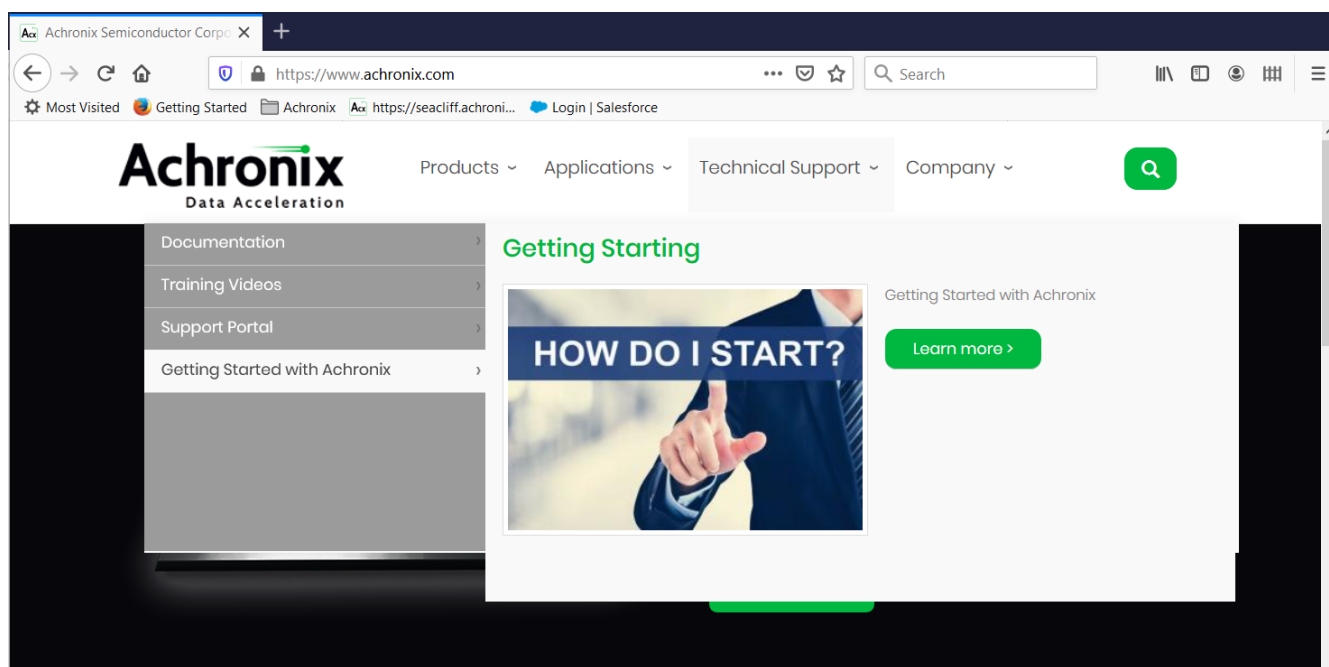 Acx Achronix Semiconductor Corpo
https://www.achronix.com
Search
Most Visited Getting Started Achronix Acx https://seacliff.achroni... Login | Salesforce
Achronix
Data Acceleration
Products Applications Technical Support Company
Documentation
Training Videos
Support Portal
Getting Started with Achronix
Getting Starting
HOW DO I START?
Getting Started with Achronix
Learn more >